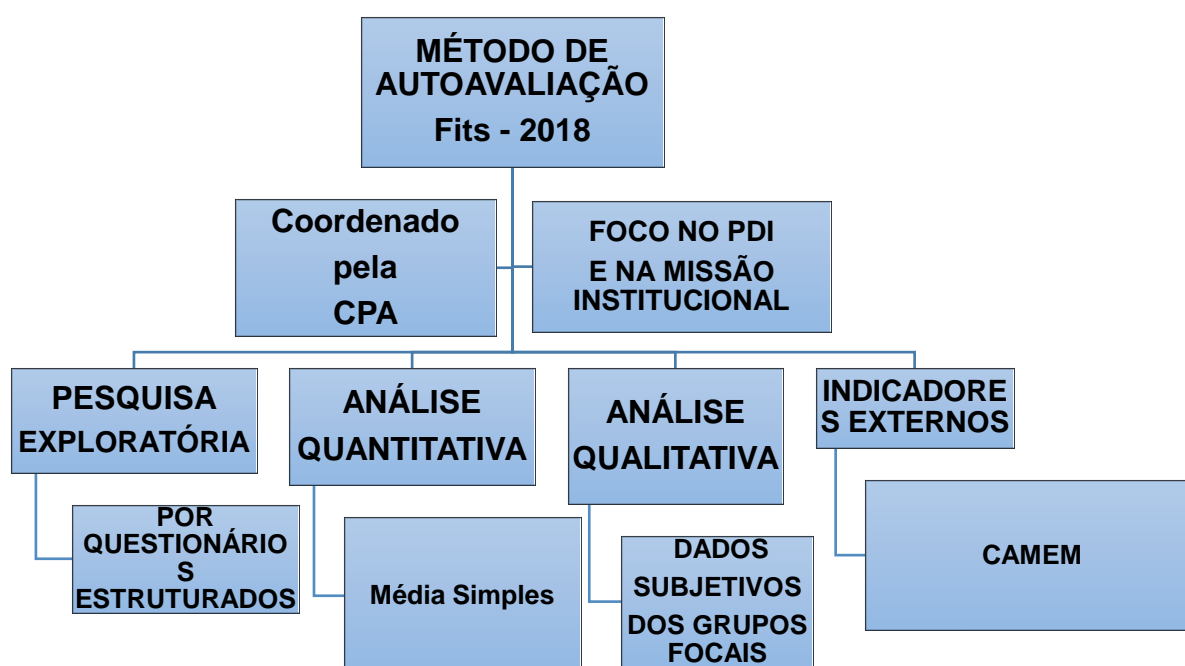 MÉTODO DE
AUTOAVALIAÇÃO
Fits - 2018
Coordenado
pela
CPA
FOCO NO PDI
E NA MISSÃO
INSTITUCIONAL
PESQUISA
EXPLORATÓRIA
POR
QUESTIONÁRIO
S
ESTRUTURADOS
ANÁLISE
QUANTITATIVA
Média Simples
ANÁLISE
QUALITATIVA
DADOS
SUBJETIVOS
DOS GRUPOS
FOCAIS
INDICADORE
S EXTERNOS
CAMEM